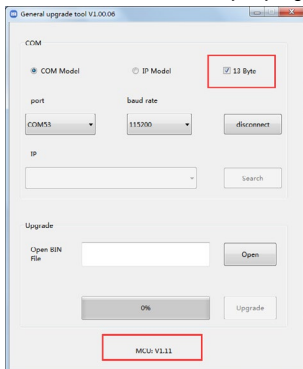 General upgrade tool V1.00.06
COM
COM Model
IP Model
13 Byte
port
baud rate
COM53
115200
disconnect
IP
Search
Upgrade
Open BIN
File
Open
0%
Upgrade
MCU: V1.11